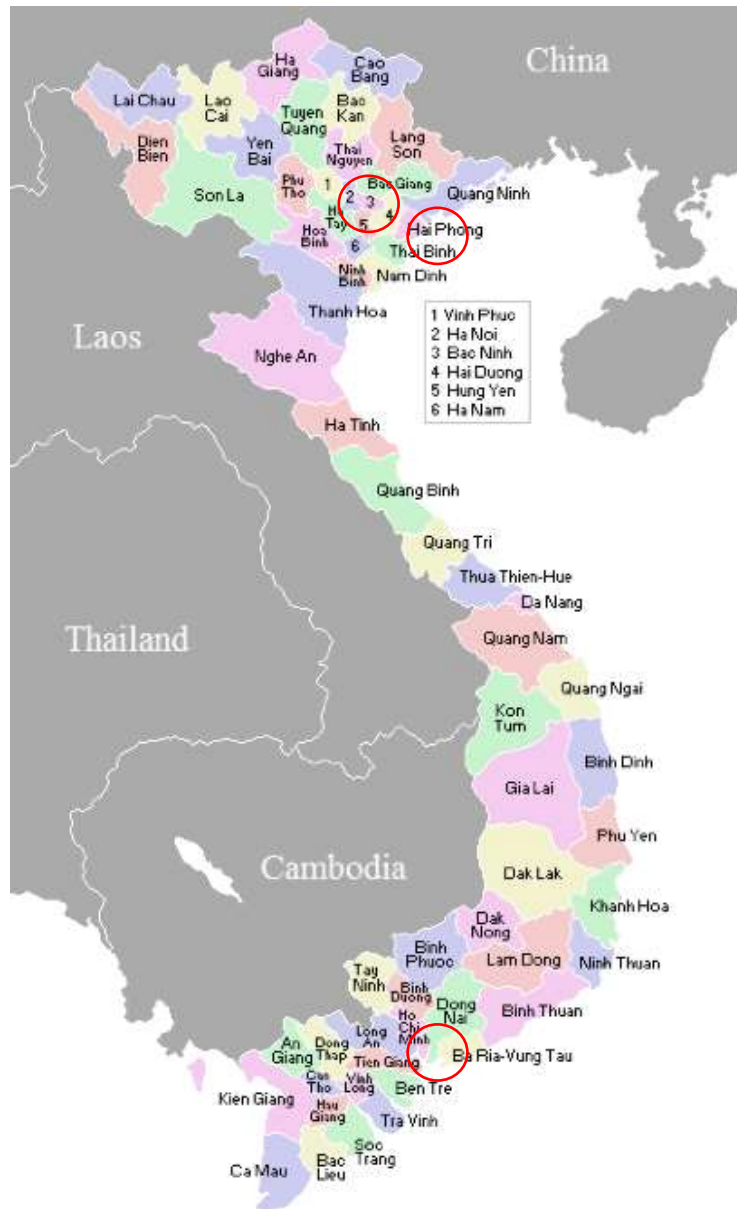 China
Ha
Giang
Cao
Bang
Lai Chau
Lao
Cai
Tuyen
Quang
Bac
Kan
Dien
Bien
Yen
Bai
Thai
Nguyen
Lang
Son
Son La
Phu
Tho
1
Bac Giang
Quang Ninh
2
3
4
Ha
Tay
5
Hai Phong
Hoa
Binh
6
Thai Binh
Ninh
Binh
Nam Dinh
Thanh Hoa
Laos
1 Vinh Phuc
2 Ha Noi
3 Bac Ninh
4 Hai Duong
5 Hung Yen
6 Ha Nam
Nghe An
Ha Tinh
Quang Binh
Quang Tri
Thua Thien-Hue
Da Nang
Thailand
Quang Nam
Quang Ngai
Kon
Tum
Binh Dinh
Gia Lai
Phu Yen
Cambodia
Dak Lak
Khanh Hoa
Dak
Nong
Binh
Phuoc
Lam Dong
Ninh Thuan
Tay
Ninh
Binh
Duong
Dong
Nai
Binh Thuan
Ho
Chi
Minh
Long
An
An
Giang
Dong
Thap
Tien Giang
Ba Ria-Vung Tau
Can
Tho
Vinh
Long
Ben Tre
Kien Giang
Hau
Giang
Tra Vinh
Soc
Trang
Ca Mau
Bac
Lieu